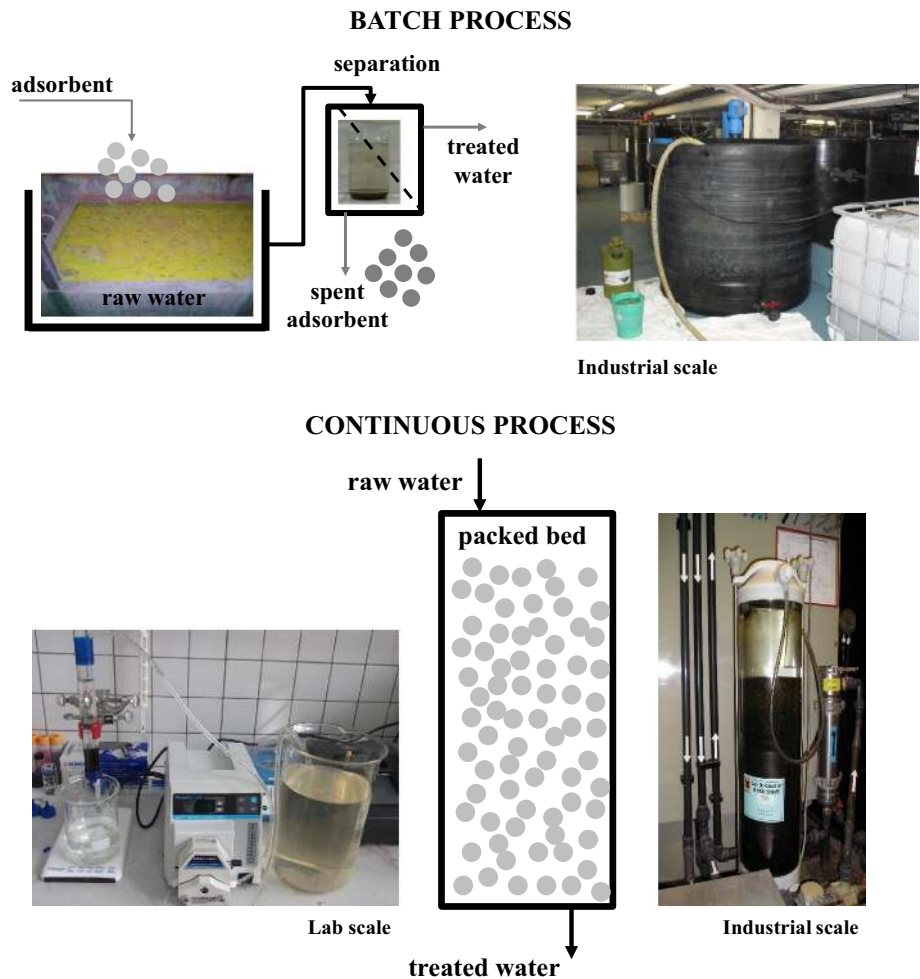 BATCH PROCESS
adsorbent
separation
treated
water
raw water
spent
adsorbent
Industrial scale
CONTINUOUS PROCESS
raw water
packed bed
Lab scale
Industrial scale
treated water